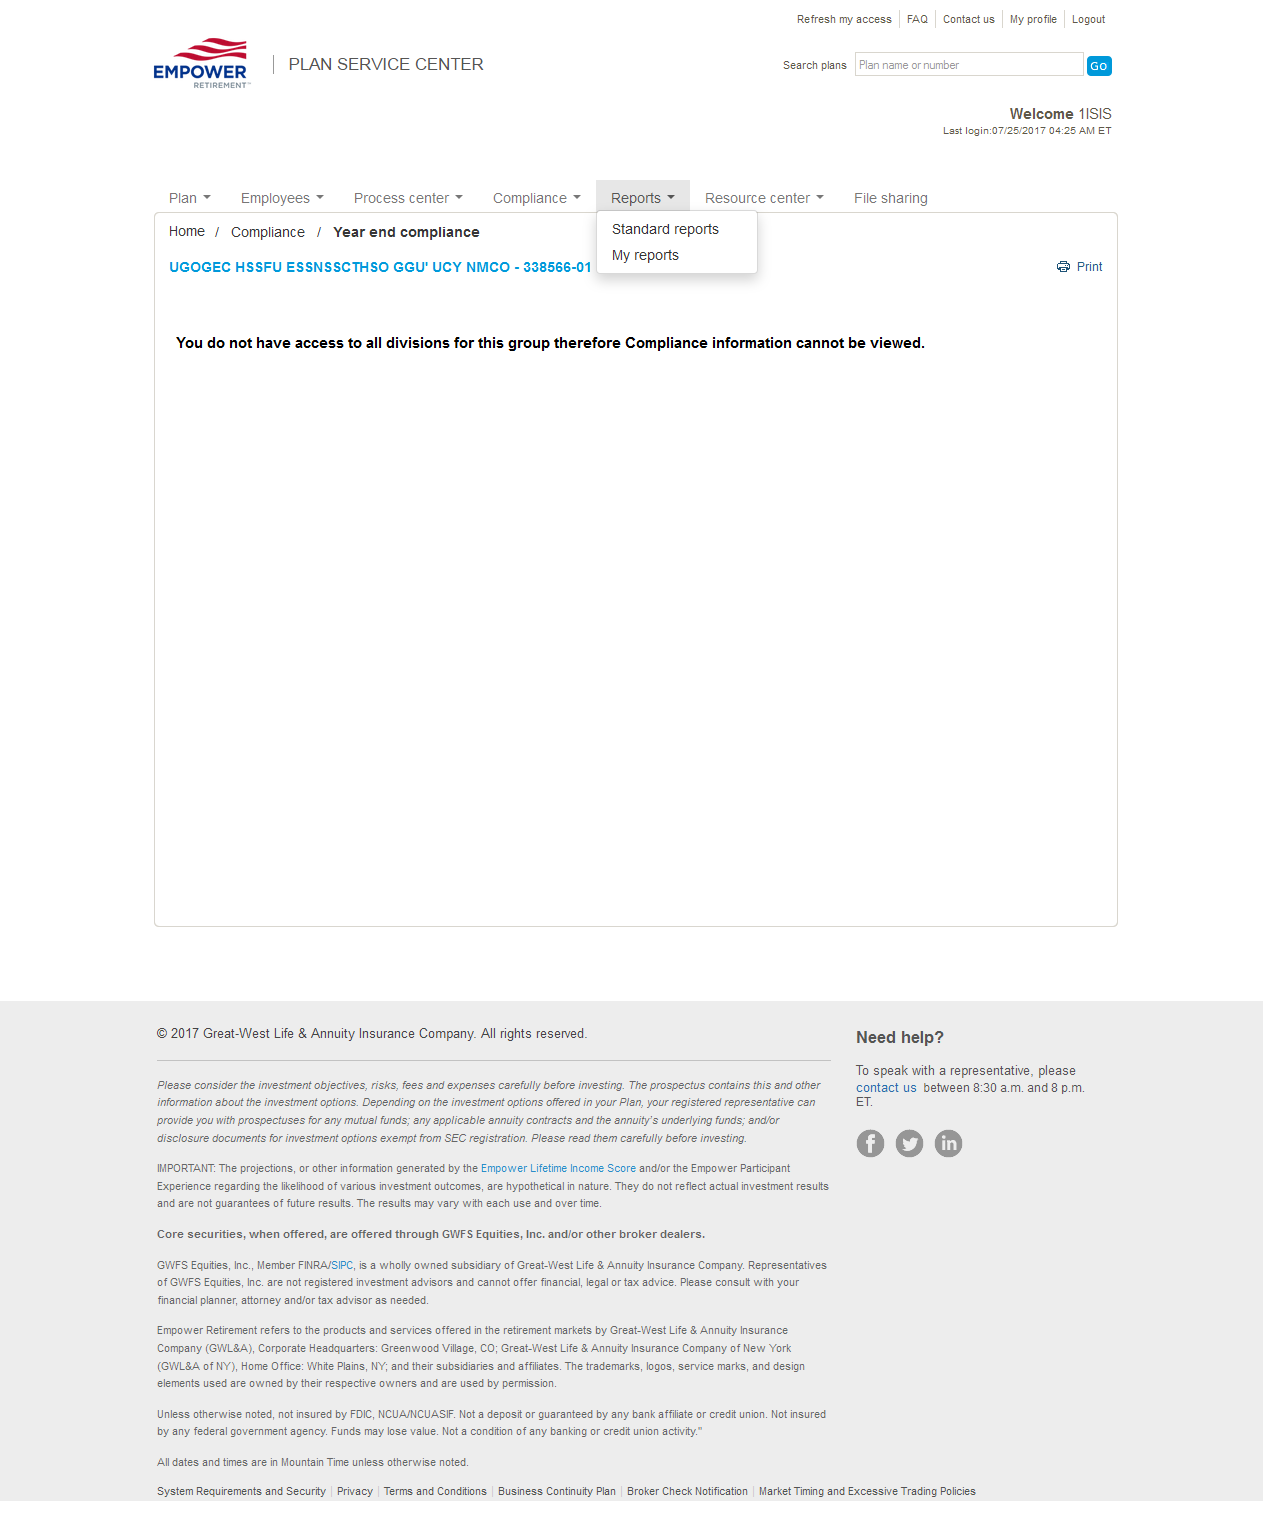 Refresh my access FAQ Contact us My profile Logout
EMPOWER
RETIREMENT™
PLAN SERVICE CENTER
Search plans Plan name or number Go
Welcome 1ISIS
Last login:07/25/2017 04:25 AM ET
Plan Employees Process center Compliance Reports Resource center File sharing
Standard reports
My reports
Home / Compliance / Year end compliance
UGOGEC HSSFU ESSNSSCTHSO GGU' UCY NMCO - 338566-01
Print
You do not have access to all divisions for this group therefore Compliance information cannot be viewed.
© 2017 Great-West Life & Annuity Insurance Company. All rights reserved.
Please consider the investment objectives, risks, fees and expenses carefully before investing. The prospectus contains this and other
information about the investment options. Depending on the investment options offered in your Plan, your registered representative can
provide you with prospectuses for any mutual funds; any applicable annuity contracts and the annuity's underlying funds; and/or
disclosure documents for investment options exempt from SEC registration. Please read them carefully before investing.
IMPORTANT: The projections, or other information generated by the Empower Lifetime Income Score and/or the Empower Participant
Experience regarding the likelihood of various investment outcomes, are hypothetical in nature. They do not reflect actual investment results
and are not guarantees of future results. The results may vary with each use and over time.
Core securities, when offered, are offered through GWFS Equities, Inc. and/or other broker dealers.
GWFS Equities, Inc., Member FINRA/SIPC, is a wholly owned subsidiary of Great-West Life & Annuity Insurance Company. Representatives
of GWFS Equities, Inc. are not registered investment advisors and cannot offer financial, legal or tax advice. Please consult with your
financial planner, attorney and/or tax advisor as needed.
Empower Retirement refers to the products and services offered in the retirement markets by Great-West Life & Annuity Insurance
Company (GWL&A), Corporate Headquarters: Greenwood Village, CO; Great-West Life & Annuity Insurance Company of New York
(GWL&A of NY), Home Office: White Plains, NY; and their subsidiaries and affiliates. The trademarks, logos, service marks, and design
elements used are owned by their respective owners and are used by permission.
Unless otherwise noted, not insured by FDIC, NCUA/NCUASIF. Not a deposit or guaranteed by any bank affiliate or credit union. Not insured
by any federal government agency. Funds may lose value. Not a condition of any banking or credit union activity."
All dates and times are in Mountain Time unless otherwise noted.
System Requirements and Security Privacy Terms and Conditions Business Continuity Plan Broker Check Notification Market Timing and Excessive Trading Policies
Need help?
To speak with a representative, please
contact us between 8:30 a.m. and 8 p.m.
ET.